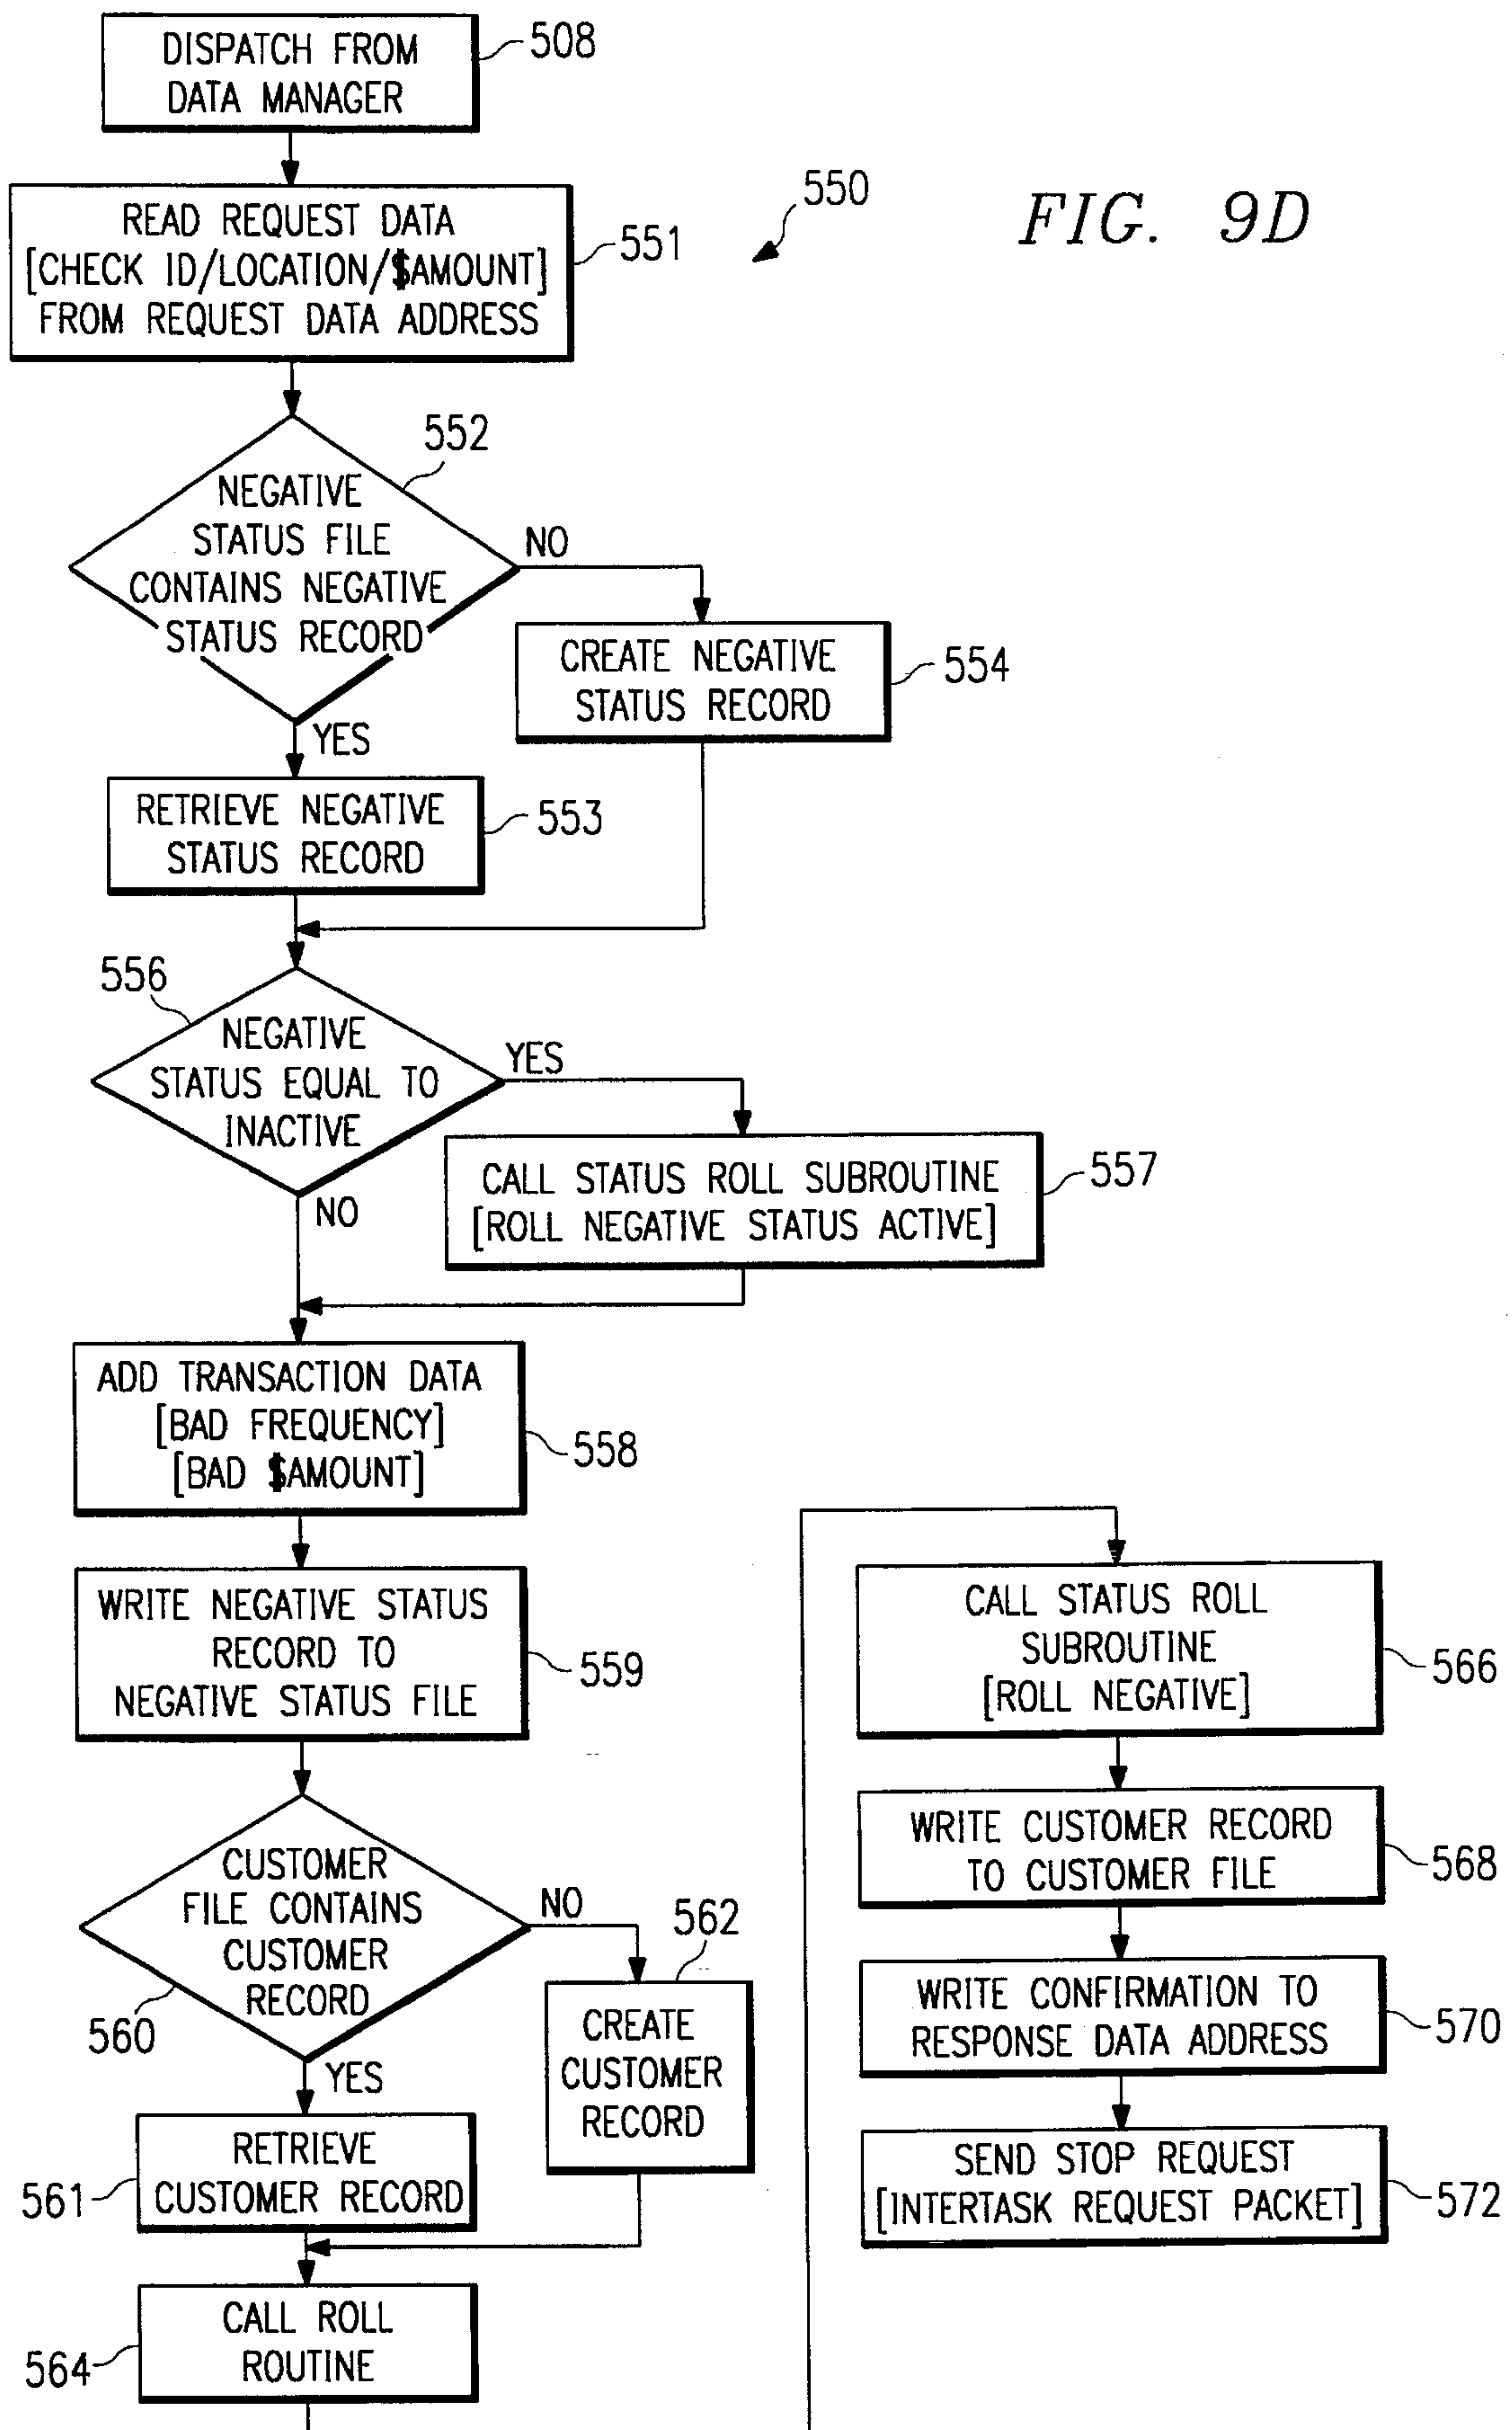 DISPATCH FROM
DATA MANAGER
508
550
FIG. 9D
READ REQUEST DATA
[CHECK ID/LOCATION/$AMOUNT]
FROM REQUEST DATA ADDRESS
551
552
NEGATIVE
STATUS FILE
CONTAINS NEGATIVE
STATUS RECORD
NO
YES
CREATE NEGATIVE
STATUS RECORD
554
RETRIEVE NEGATIVE
STATUS RECORD
553
556
NEGATIVE
STATUS EQUAL TO
INACTIVE
YES
NO
CALL STATUS ROLL SUBROUTINE
[ROLL NEGATIVE STATUS ACTIVE]
557
ADD TRANSACTION DATA
[BAD FREQUENCY]
[BAD $AMOUNT]
558
WRITE NEGATIVE STATUS
RECORD TO
NEGATIVE STATUS FILE
559
CUSTOMER
FILE CONTAINS
CUSTOMER
RECORD
560
NO
YES
562
CREATE
CUSTOMER
RECORD
RETRIEVE
CUSTOMER RECORD
561
CALL ROLL
ROUTINE
564
CALL STATUS ROLL
SUBROUTINE
[ROLL NEGATIVE]
566
WRITE CUSTOMER RECORD
TO CUSTOMER FILE
568
WRITE CONFIRMATION TO
RESPONSE DATA ADDRESS
570
SEND STOP REQUEST
[INTERTASK REQUEST PACKET]
572